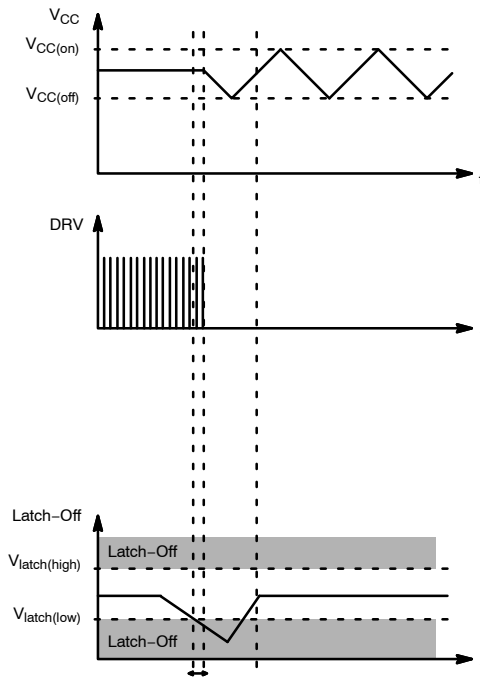 VCC
VCC(on)
VCC(off)
DRV
Latch–Off
Latch–Off
Vlatch(high)
Vlatch(low)
Latch–Off